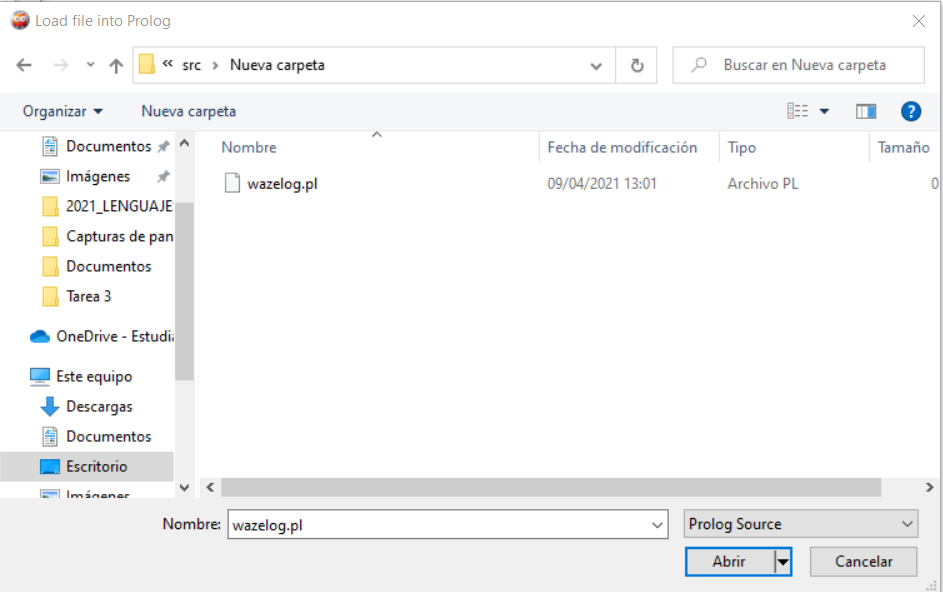 Load file into Prolog
« src › Nueva carpeta
Buscar en Nueva carpeta
Organizar
Nueva carpeta
?
Nombre
Fecha de modificación
Tipo
Tamaño
wazelog.pl
09/04/2021 13:01
Archivo PL
0
Documentos
Imágenes
2021_LENGUAJE
Capturas de pan
Documentos
Tarea 3
OneDrive - Estudia
Este equipo
Descargas
Documentos
Escritorio
Imágenes
Nombre:
wazelog.pl
Prolog Source
Abrir
Cancelar